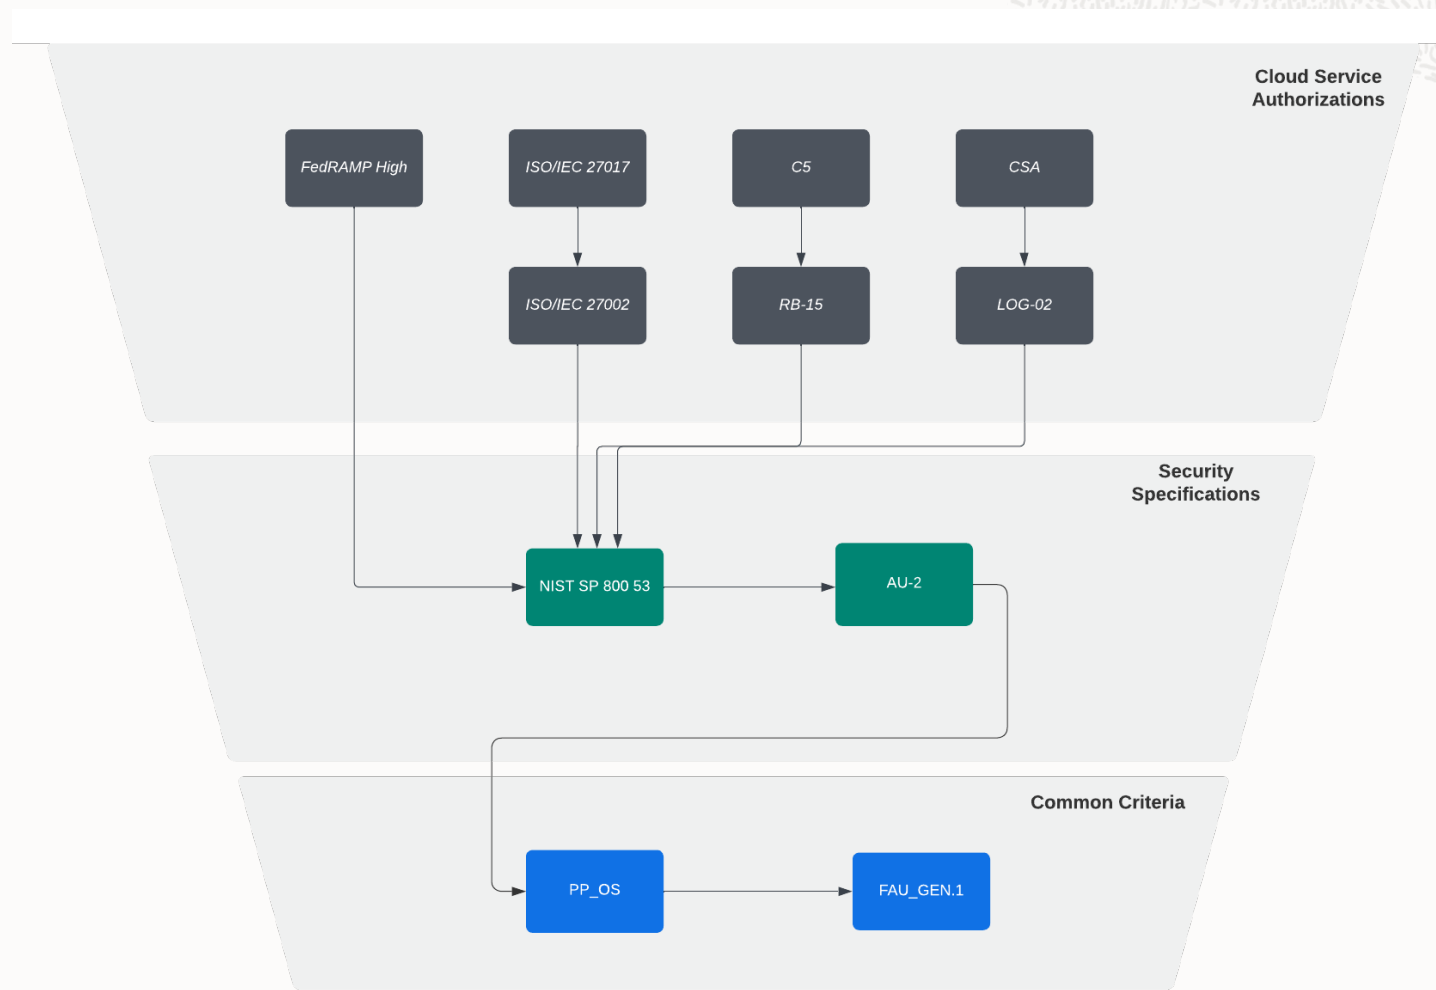 Cloud Service
Authorizations
FedRAMP High
ISO/IEC 27017
C5
CSA
ISO/IEC 27002
RB-15
LOG-02
Security
Specifications
NIST SP 800 53
AU-2
Common Criteria
PP_OS
FAU_GEN.1